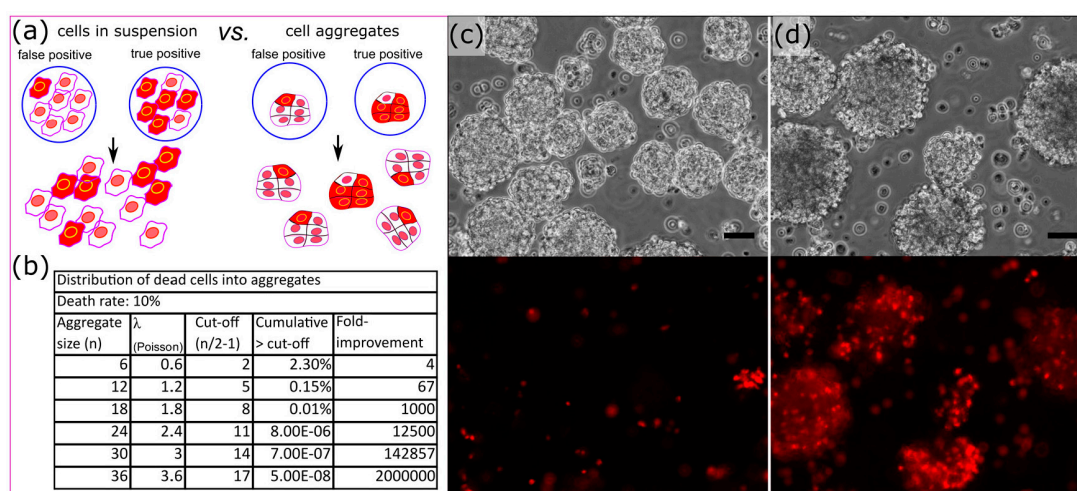 (a) cells in suspension VS. cell aggregates
false positive true positive false positive true positive
(b)
Distribution of dead cells into aggregates
Death rate: 10%
Aggregate size (n) λ (Poisson) Cut-off (n/2-1) Cumulative > cut-off Fold-improvement
6 0.6 2 2.30% 4
12 1.2 5 0.15% 67
18 1.8 8 0.01% 1000
24 2.4 11 8.00E-06 12500
30 3 14 7.00E-07 142857
36 3.6 17 5.00E-08 2000000
(c)
(d)